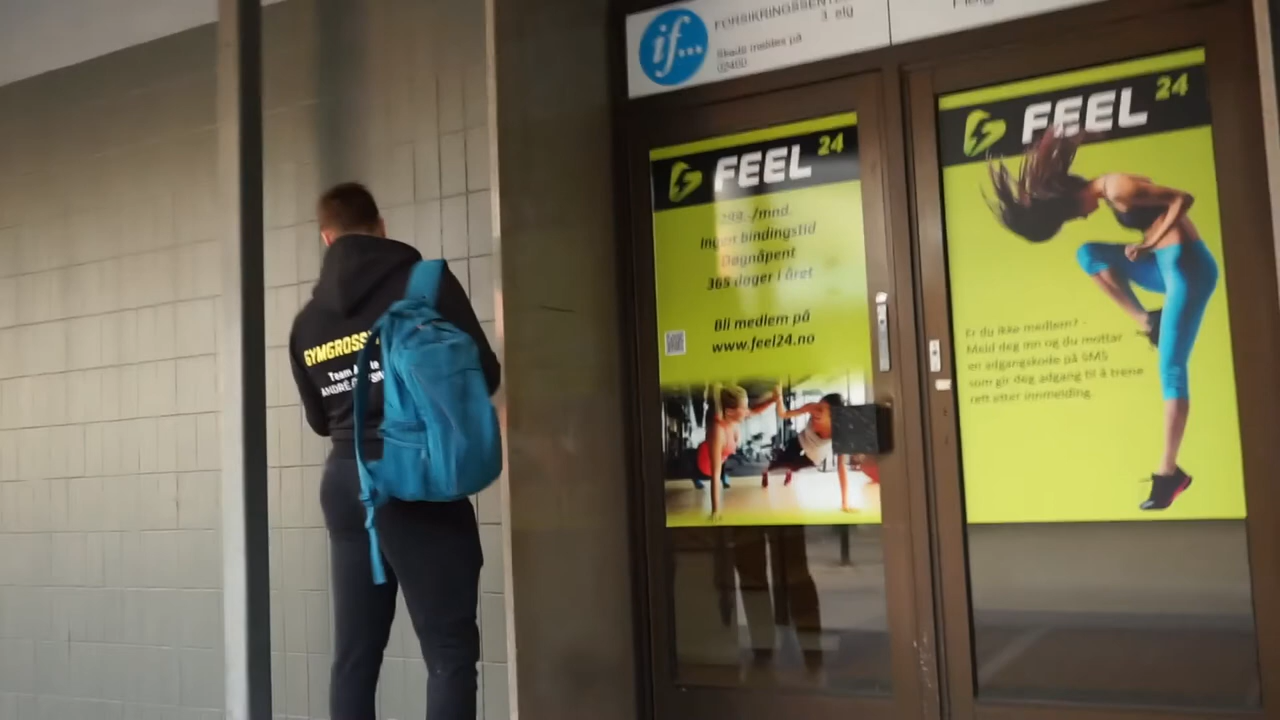 if...
FORSIKRINGSSENTER
3. etg
Skade meldes på
02400
FEEL 24
299,-/mnd.
Ingen bindingstid
Døgnåpent
365 dager i året
Bli medlem på
www.feel24.no
FEEL 24
Er du ikke medlem? -
Meld deg inn og du mottar
en adgangskode på SMS
som gir deg adgang til å trene
rett etter innmelding.
GYMGROSS
Team
ANDRÉ